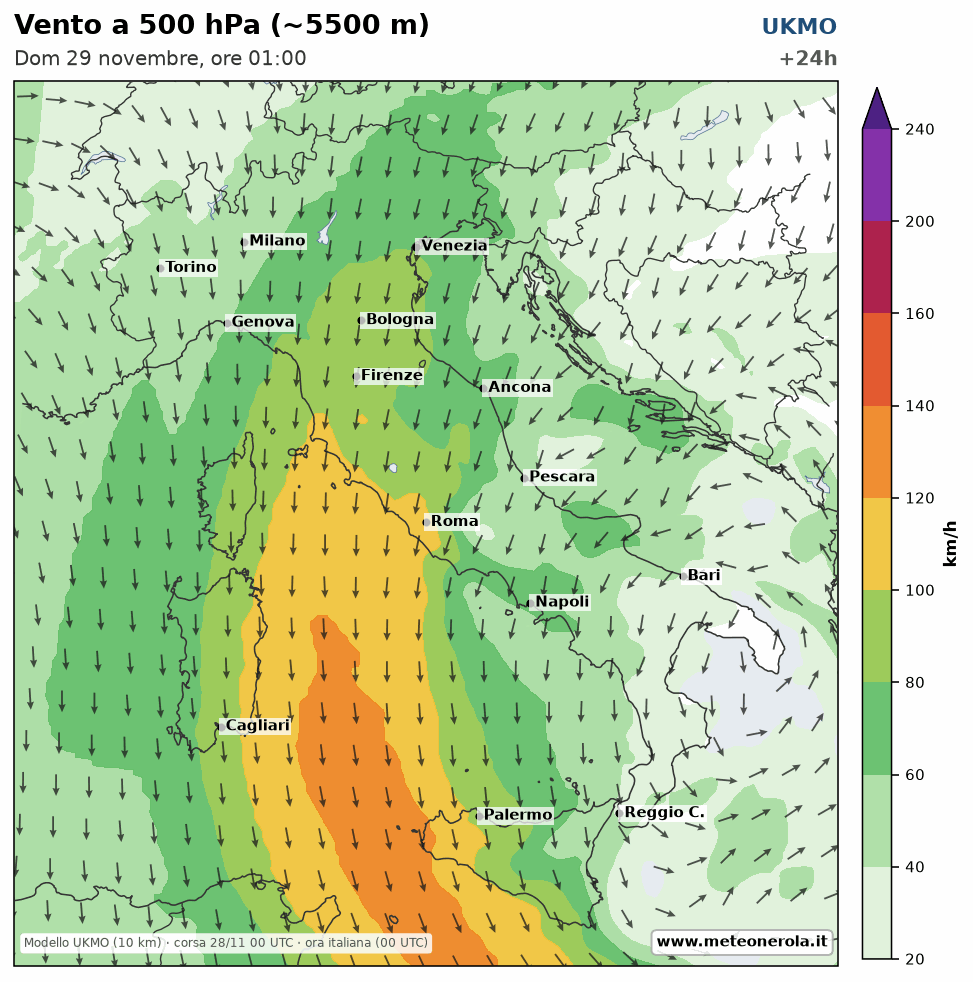 Vento a 500 hPa (~5500 m)
UKMO
Dom 29 novembre, ore 01:00
+24h
Milano
Venezia
Torino
Genova
Bologna
Firenze
Ancona
Pescara
Roma
Bari
Napoli
Cagliari
Palermo
Reggio C.
240
200
160
140
120
100
80
60
40
20
km/h
Modello UKMO (10 km) · corsa 28/11 00 UTC · ora italiana (00 UTC)
www.meteonerola.it